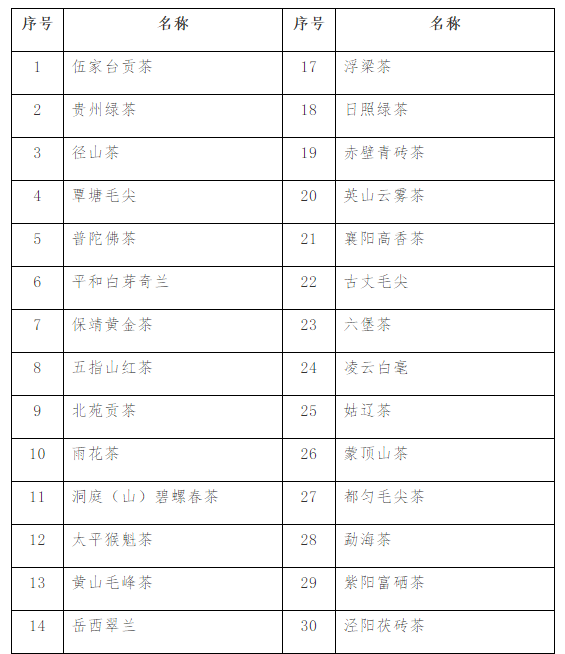 序号 名称 序号 名称
1 伍家台贡茶 17 浮梁茶
2 贵州绿茶 18 日照绿茶
3 径山茶 19 赤壁青砖茶
4 覃塘毛尖 20 英山云雾茶
5 普陀佛茶 21 襄阳高香茶
6 平和白芽奇兰 22 古丈毛尖
7 保靖黄金茶 23 六堡茶
8 五指山红茶 24 凌云白毫
9 北苑贡茶 25 姑辽茶
10 雨花茶 26 蒙顶山茶
11 洞庭（山）碧螺春茶 27 都匀毛尖茶
12 太平猴魁茶 28 勐海茶
13 黄山毛峰茶 29 紫阳富硒茶
14 岳西翠兰 30 泾阳茯砖茶